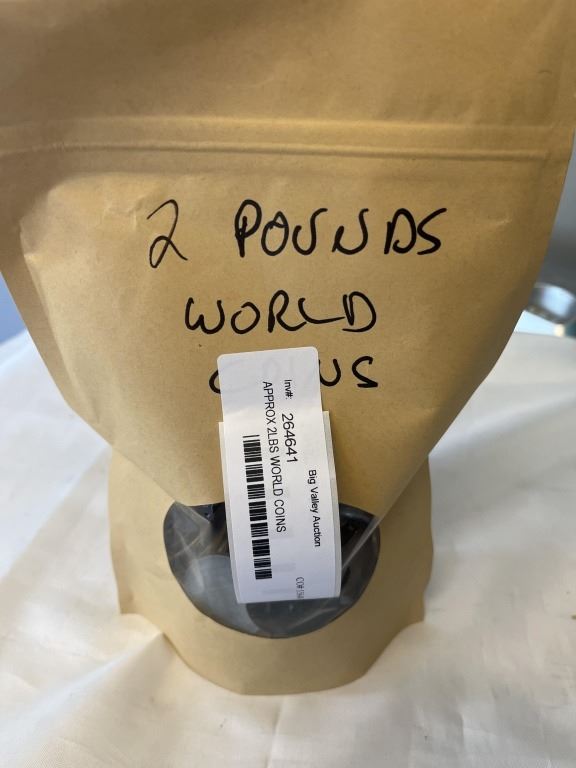 2 POUNDS
WORLD
Big Valley Auction
Inv#: 264641
APPROX 2LBS WORLD COINS